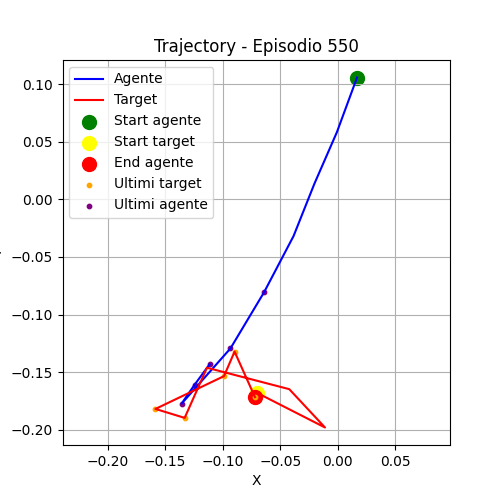 Trajectory - Episodio 550
Agente
Target
Start agente
Start target
End agente
Ultimi target
Ultimi agente
0.10
0.05
0.00
−0.05
−0.10
−0.15
−0.20
−0.20
−0.15
−0.10
−0.05
0.00
0.05
X